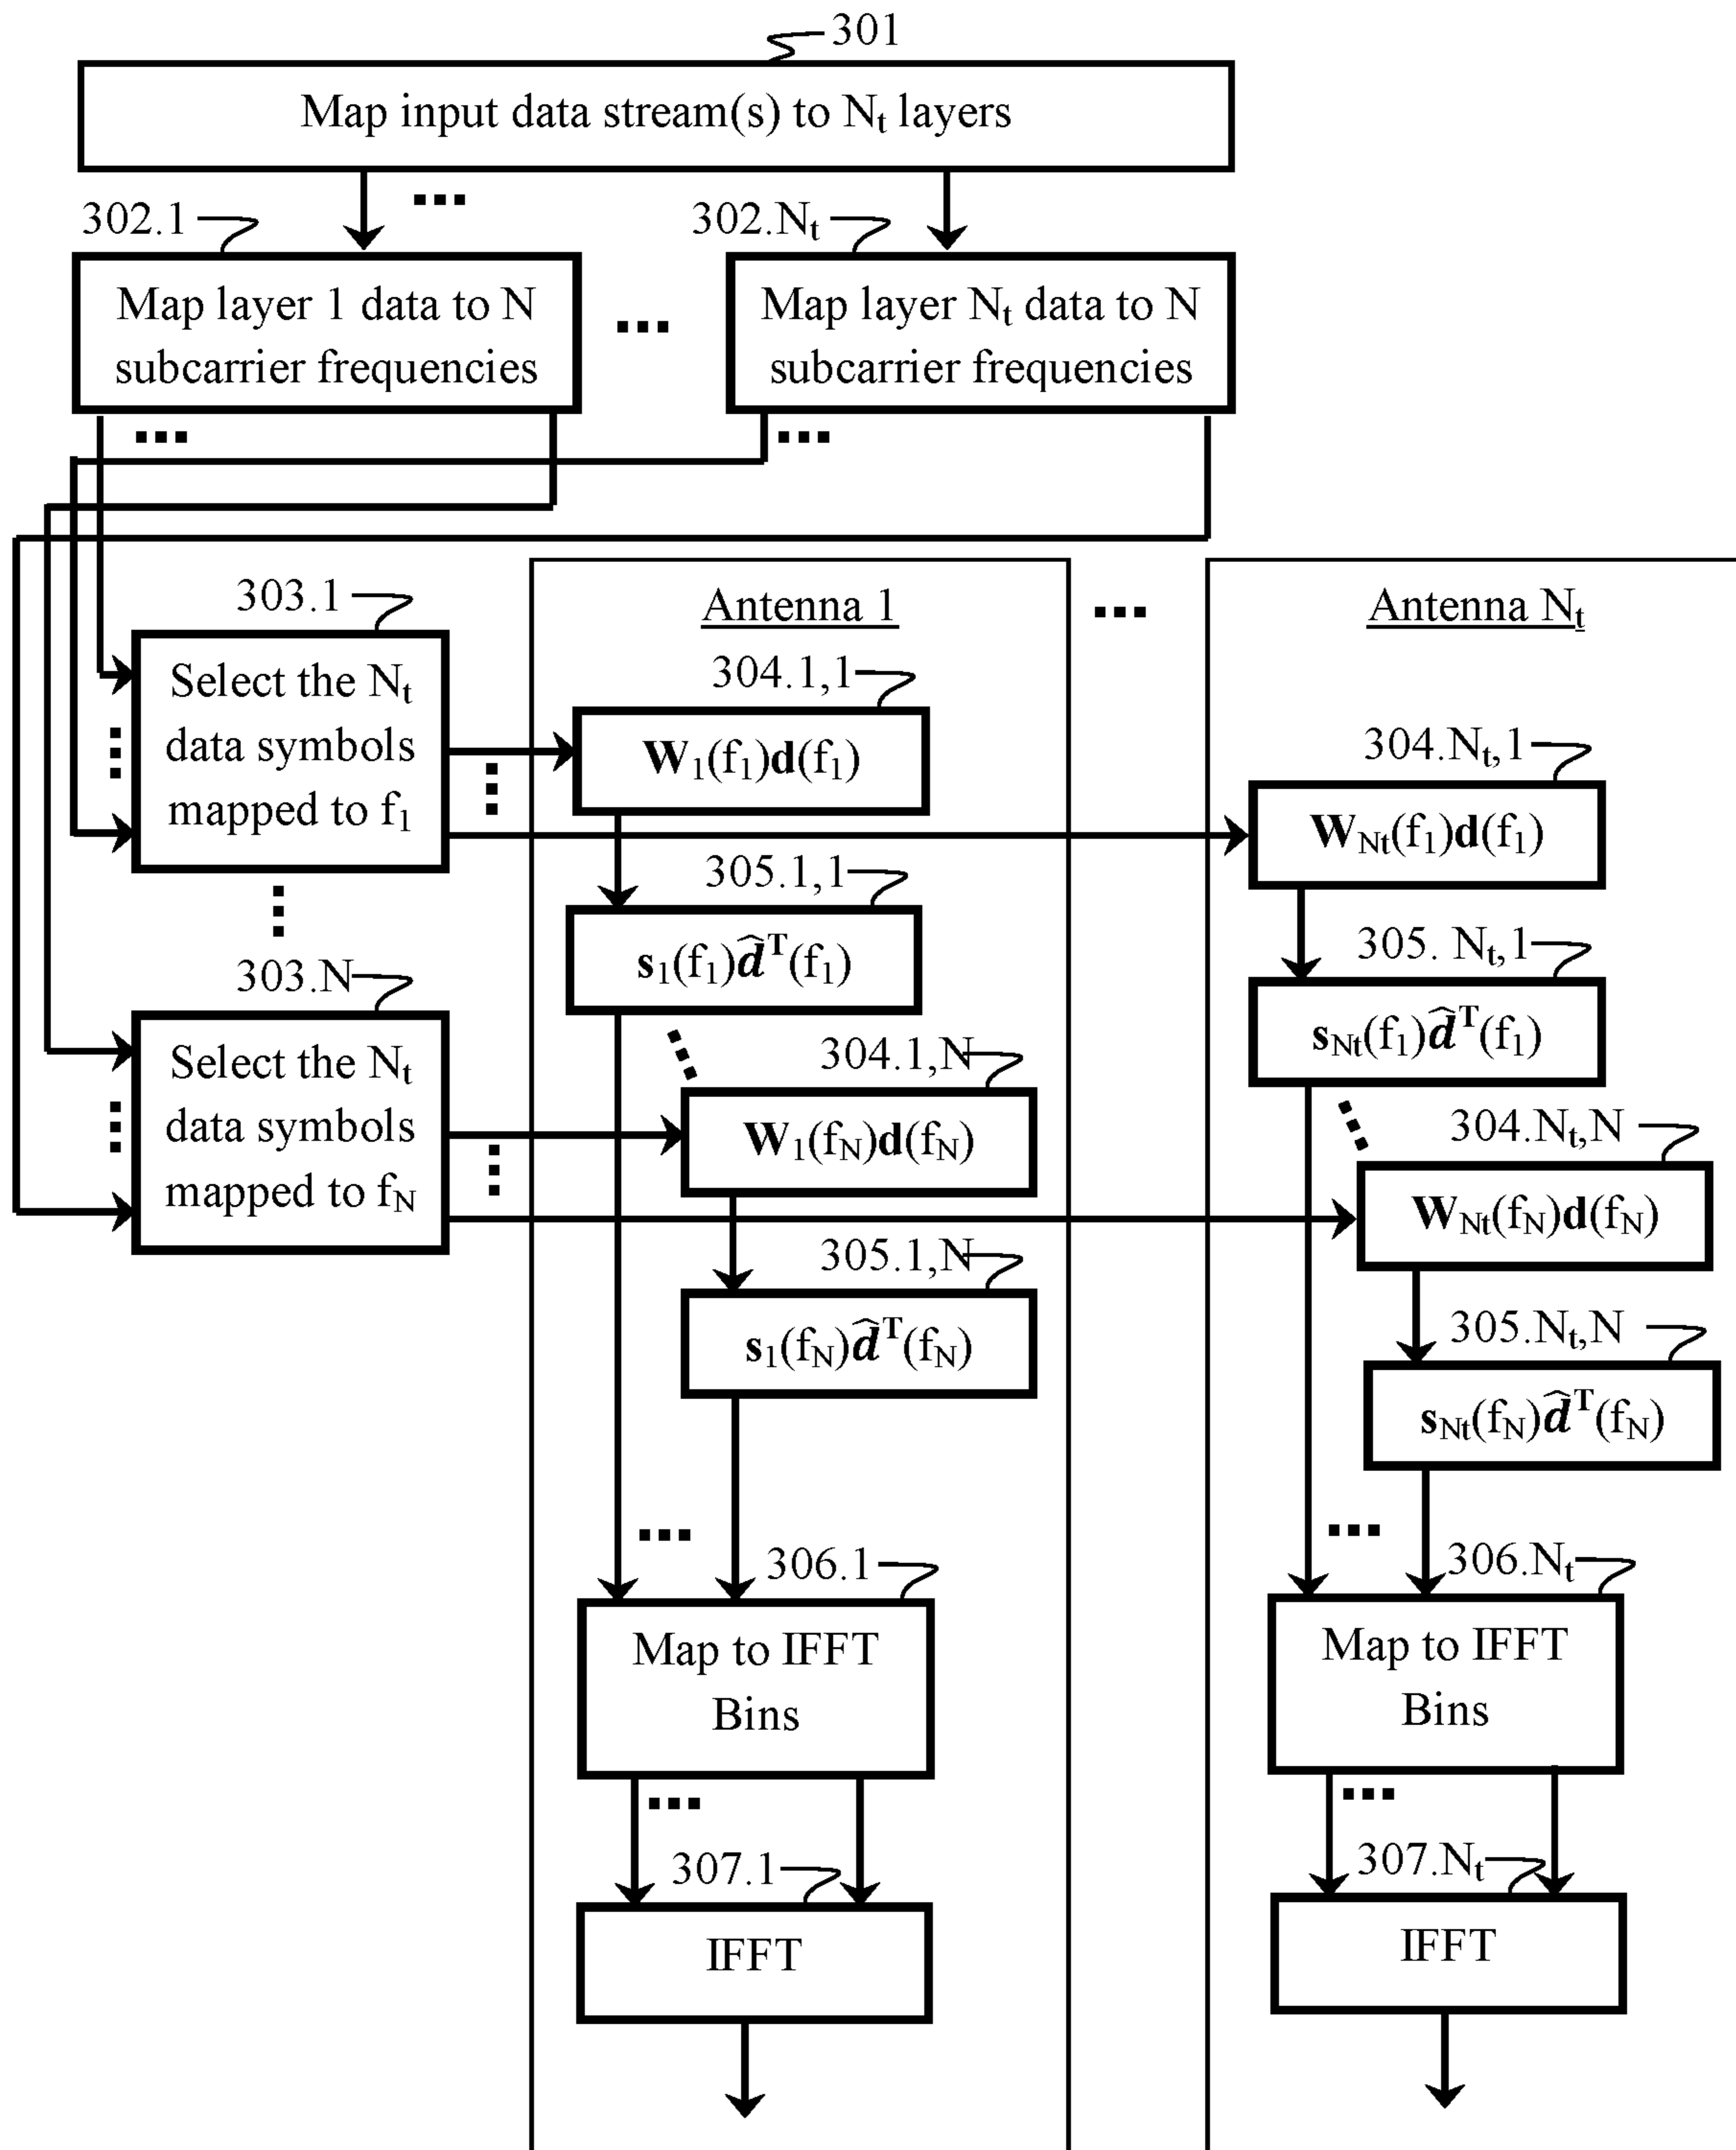 301
Map input data stream(s) to Nt layers
302.1
302.Nt
Map layer 1 data to N
subcarrier frequencies
Map layer Nt data to N
subcarrier frequencies
303.1
Select the Nt
data symbols
mapped to f1
303.N
Select the Nt
data symbols
mapped to fN
Antenna 1
304.1,1
W1(f1)d(f1)
305.1,1
s1(f1)d̂T(f1)
304.1,N
W1(fN)d(fN)
305.1,N
s1(fN)d̂T(fN)
306.1
Map to IFFT
Bins
307.1
IFFT
Antenna Nt
304.Nt,1
WNt(f1)d(f1)
305. Nt,1
sNt(f1)d̂T(f1)
304.Nt,N
WNt(fN)d(fN)
305.Nt,N
sNt(fN)d̂T(fN)
306.Nt
Map to IFFT
Bins
307.Nt
IFFT